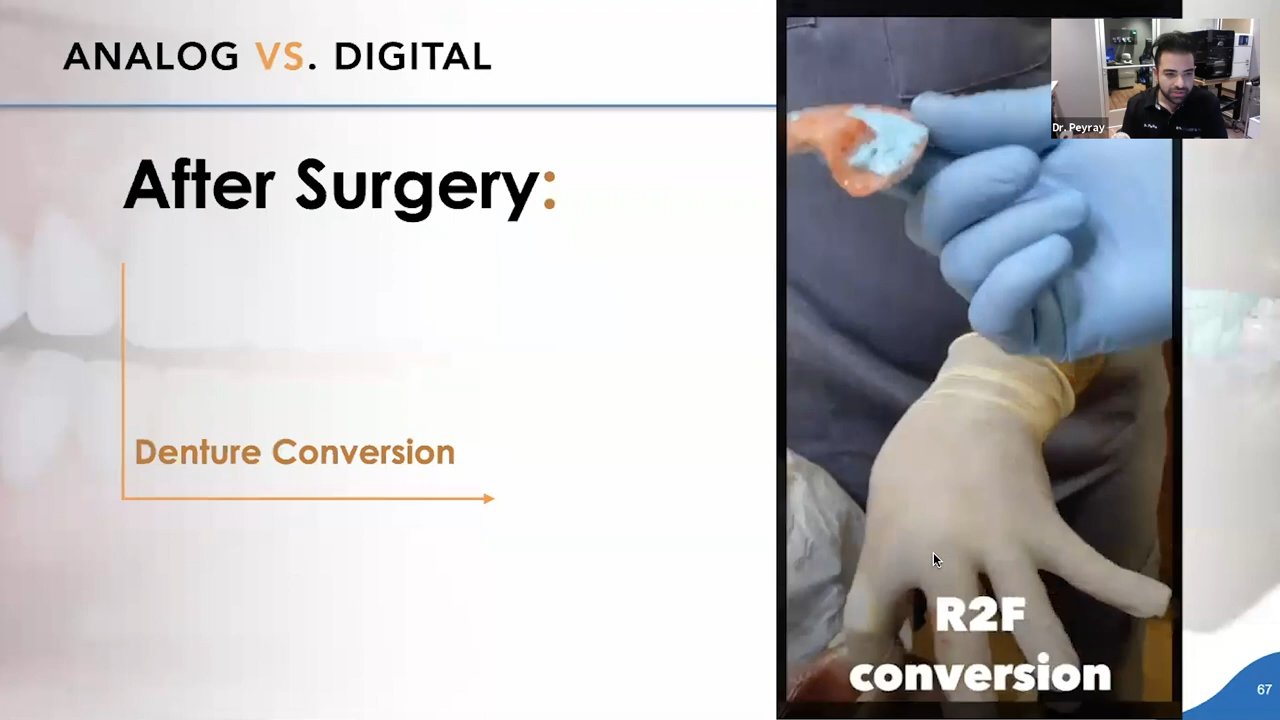 ANALOG VS. DIGITAL
After Surgery:
Denture Conversion
Dr. Peyray
R2F
conversion
67